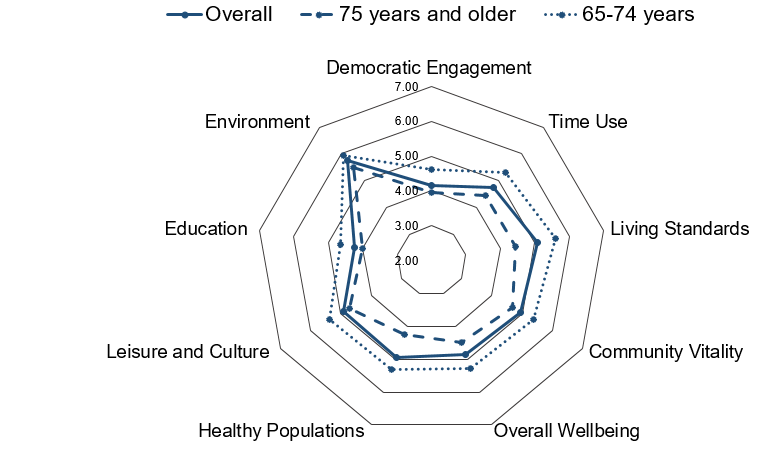 Overall 75 years and older 65-74 years
Democratic Engagement
7.00
Environment
6.00
Time Use
5.00
4.00
Education
3.00
Living Standards
2.00
Leisure and Culture
Community Vitality
Healthy Populations
Overall Wellbeing